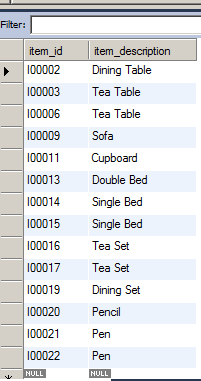 Filter:
item_id item_description
I00002 Dining Table
I00003 Tea Table
I00006 Tea Table
I00009 Sofa
I00011 Cupboard
I00013 Double Bed
I00014 Single Bed
I00015 Single Bed
I00016 Tea Set
I00017 Tea Set
I00019 Dining Set
I00020 Pencil
I00021 Pen
I00022 Pen
NULL NULL